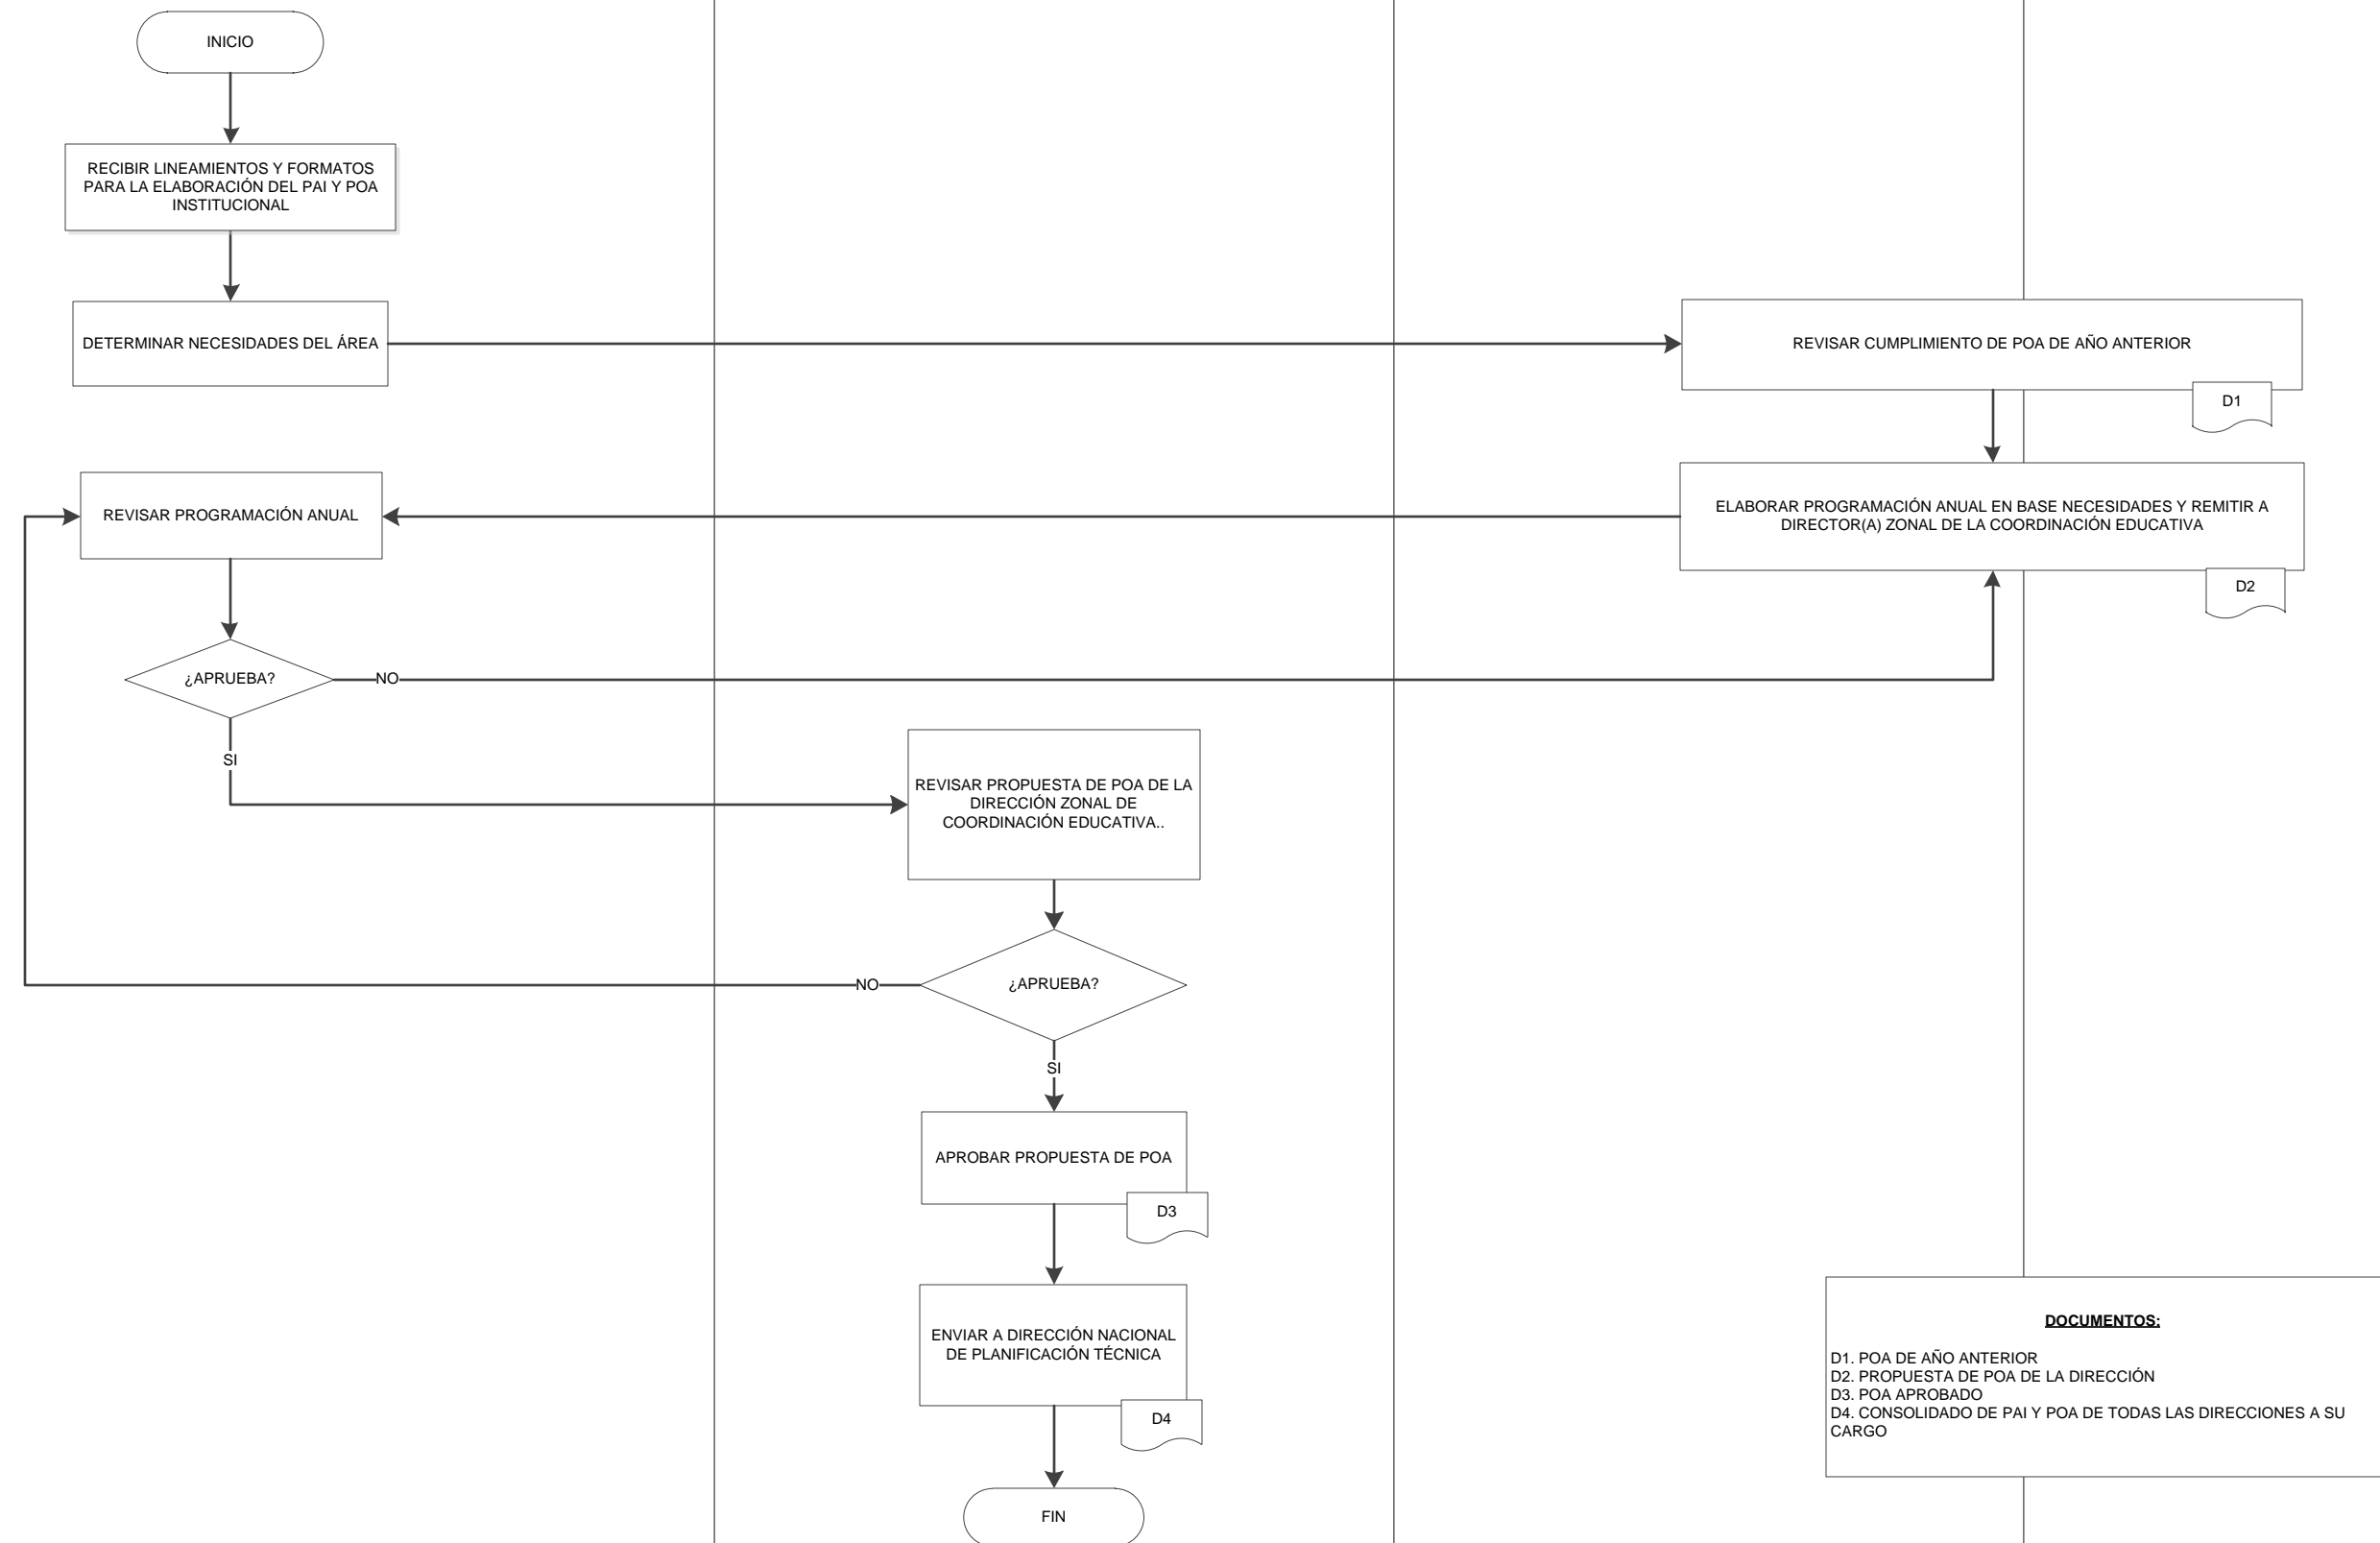 INICIO
RECIBIR LINEAMIENTOS Y FORMATOS
PARA LA ELABORACIÓN DEL PAI Y POA
INSTITUCIONAL
DETERMINAR NECESIDADES DEL ÁREA
REVISAR CUMPLIMIENTO DE POA DE AÑO ANTERIOR
D1
REVISAR PROGRAMACIÓN ANUAL
ELABORAR PROGRAMACIÓN ANUAL EN BASE NECESIDADES Y REMITIR A
DIRECTOR(A) ZONAL DE LA COORDINACIÓN EDUCATIVA
D2
¿APRUEBA?
NO
SI
REVISAR PROPUESTA DE POA DE LA
DIRECCIÓN ZONAL DE
COORDINACIÓN EDUCATIVA..
NO
¿APRUEBA?
SI
APROBAR PROPUESTA DE POA
D3
ENVIAR A DIRECCIÓN NACIONAL
DE PLANIFICACIÓN TÉCNICA
D4
FIN
DOCUMENTOS:
D1. POA DE AÑO ANTERIOR
D2. PROPUESTA DE POA DE LA DIRECCIÓN
D3. POA APROBADO
D4. CONSOLIDADO DE PAI Y POA DE TODAS LAS DIRECCIONES A SU
CARGO